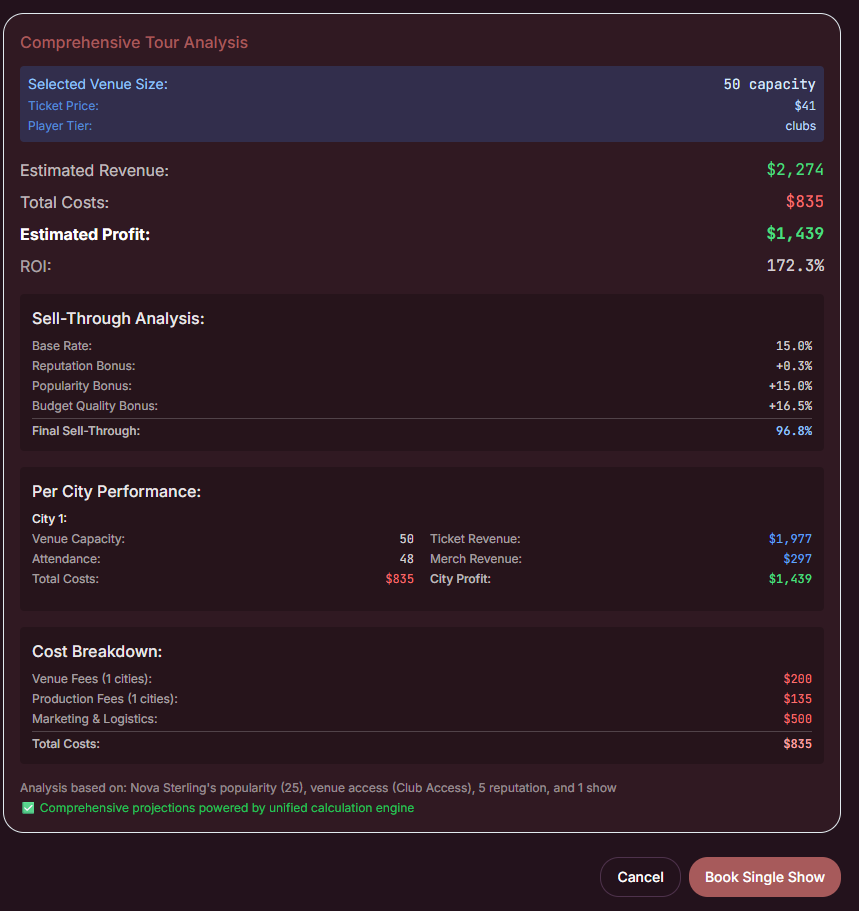 Comprehensive Tour Analysis
Selected Venue Size: 50 capacity
Ticket Price: $41
Player Tier: clubs
Estimated Revenue: $2,274
Total Costs: $835
Estimated Profit: $1,439
ROI: 172.3%
Sell-Through Analysis:
Base Rate: 15.0%
Reputation Bonus: +0.3%
Popularity Bonus: +15.0%
Budget Quality Bonus: +16.5%
Final Sell-Through: 96.8%
Per City Performance:
City 1:
Venue Capacity: 50 Ticket Revenue: $1,977
Attendance: 48 Merch Revenue: $297
Total Costs: $835 City Profit: $1,439
Cost Breakdown:
Venue Fees (1 cities): $200
Production Fees (1 cities): $135
Marketing & Logistics: $500
Total Costs: $835
Analysis based on: Nova Sterling's popularity (25), venue access (Club Access), 5 reputation, and 1 show
✅ Comprehensive projections powered by unified calculation engine
Cancel Book Single Show